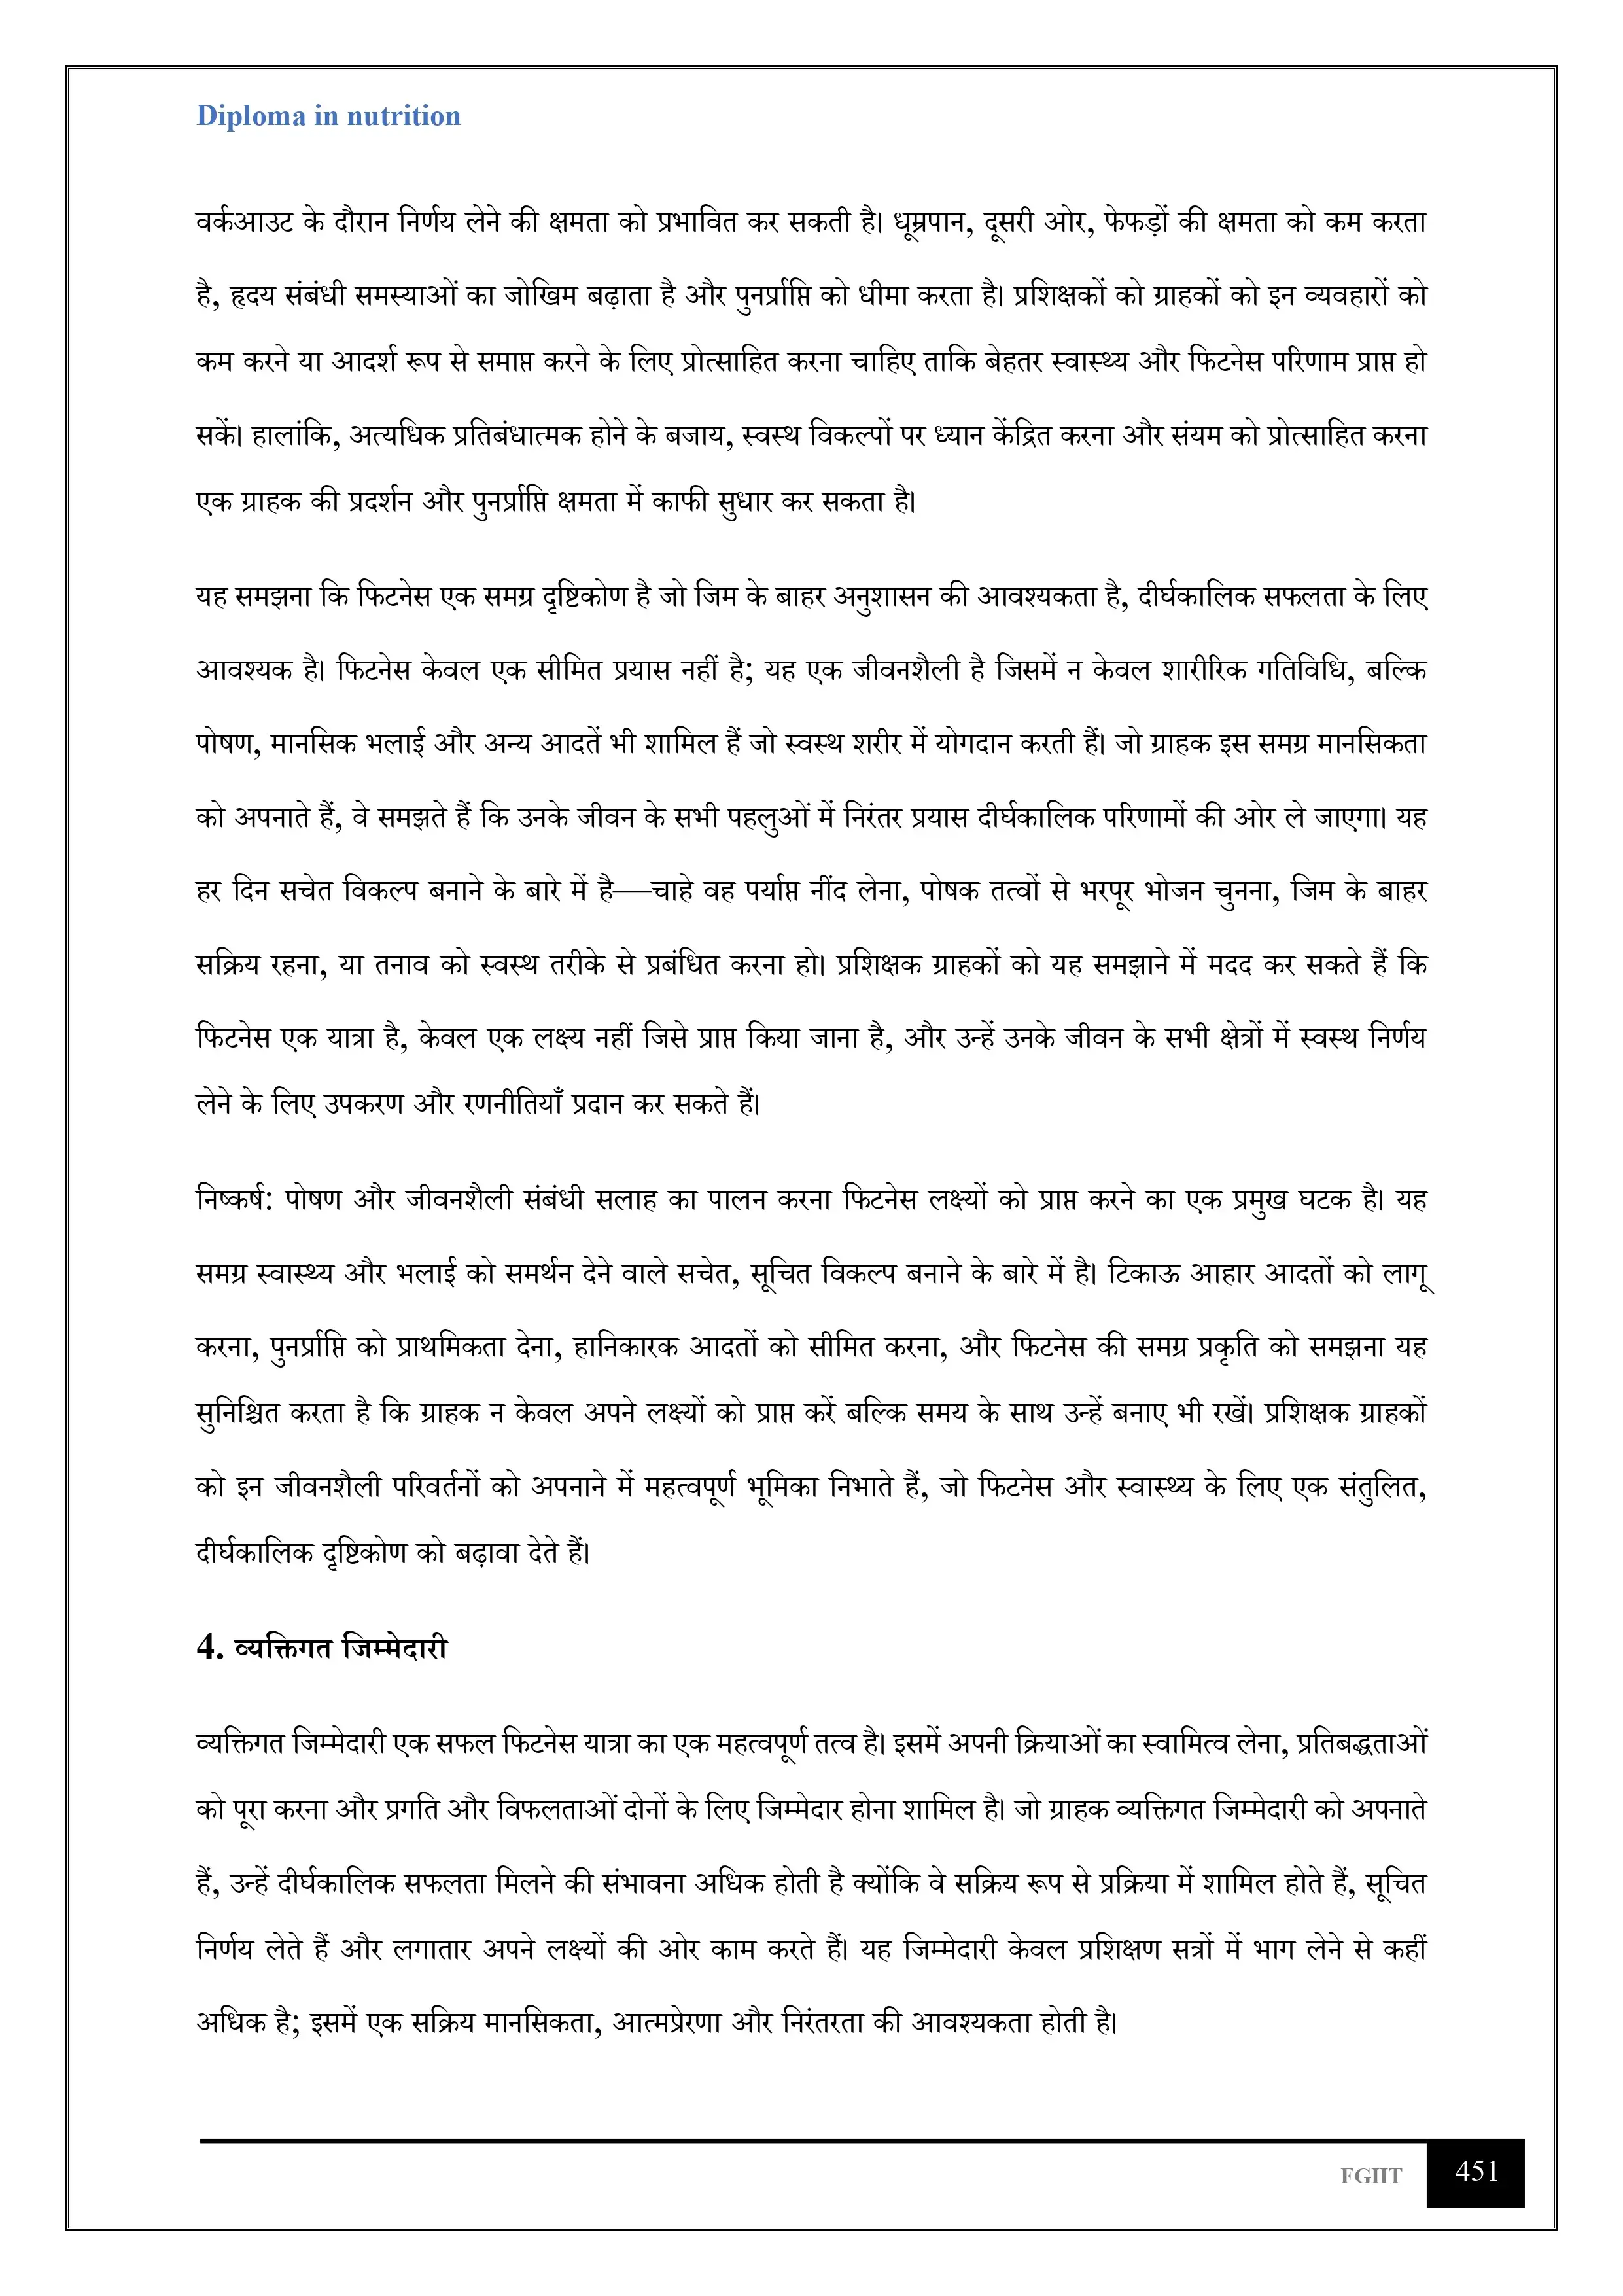 Diploma in nutrition
वर्कआउट के दौरान निर्णय लेने की क्षमता को प्रभावित कर सकती है। धूम्रपान, दूसरी ओर, फेफड़ों की क्षमता को कम करता
है, हृदय संबंधी समस्याओं का जोखिम बढ़ाता है और पुनर्प्राप्ति को धीमा करता है। प्रशिक्षकों को ग्राहकों को इन व्यवहारों को
कम करने या आदर्श रूप से समाप्त करने के लिए प्रोत्साहित करना चाहिए ताकि बेहतर स्वास्थ्य और फिटनेस परिणाम प्राप्त हो
सकें। हालांकि, अत्यधिक प्रतिबंधात्मक होने के बजाय, स्वस्थ विकल्पों पर ध्यान केंद्रित करना और संयम को प्रोत्साहित करना
एक ग्राहक की प्रदर्शन और पुनर्प्राप्ति क्षमता में काफी सुधार कर सकता है।
यह समझना कि फिटनेस एक समग्र दृष्टिकोण है जो जिम के बाहर अनुशासन की आवश्यकता है, दीर्घकालिक सफलता के लिए
आवश्यक है। फिटनेस केवल एक सीमित प्रयास नहीं है; यह एक जीवनशैली है जिसमें न केवल शारीरिक गतिविधि, बल्कि
पोषण, मानसिक भलाई और अन्य आदतें भी शामिल हैं जो स्वस्थ शरीर में योगदान करती हैं। जो ग्राहक इस समग्र मानसिकता
को अपनाते हैं, वे समझते हैं कि उनके जीवन के सभी पहलुओं में निरंतर प्रयास दीर्घकालिक परिणामों की ओर ले जाएगा। यह
हर दिन सचेत विकल्प बनाने के बारे में है—चाहे वह पर्याप्त नींद लेना, पोषक तत्वों से भरपूर भोजन चुनना, जिम के बाहर
सक्रिय रहना, या तनाव को स्वस्थ तरीके से प्रबंधित करना हो। प्रशिक्षक ग्राहकों को यह समझाने में मदद कर सकते हैं कि
फिटनेस एक यात्रा है, केवल एक लक्ष्य नहीं जिसे प्राप्त किया जाना है, और उन्हें उनके जीवन के सभी क्षेत्रों में स्वस्थ निर्णय
लेने के लिए उपकरण और रणनीतियाँ प्रदान कर सकते हैं।
निष्कर्ष: पोषण और जीवनशैली संबंधी सलाह का पालन करना फिटनेस लक्ष्यों को प्राप्त करने का एक प्रमुख घटक है। यह
समग्र स्वास्थ्य और भलाई को समर्थन देने वाले सचेत, सूचित विकल्प बनाने के बारे में है। टिकाऊ आहार आदतों को लागू
करना, पुनर्प्राप्ति को प्राथमिकता देना, हानिकारक आदतों को सीमित करना, और फिटनेस की समग्र प्रकृति को समझना यह
सुनिश्चित करता है कि ग्राहक न केवल अपने लक्ष्यों को प्राप्त करें बल्कि समय के साथ उन्हें बनाए भी रखें। प्रशिक्षक ग्राहकों
को इन जीवनशैली परिवर्तनों को अपनाने में महत्वपूर्ण भूमिका निभाते हैं, जो फिटनेस और स्वास्थ्य के लिए एक संतुलित,
दीर्घकालिक दृष्टिकोण को बढ़ावा देते हैं।
4. व्यक्तिगत जिम्मेदारी
व्यक्तिगत जिम्मेदारी एक सफल फिटनेस यात्रा का एक महत्वपूर्ण तत्व है। इसमें अपनी क्रियाओं का स्वामित्व लेना, प्रतिबद्धताओं
को पूरा करना और प्रगति और विफलताओं दोनों के लिए जिम्मेदार होना शामिल है। जो ग्राहक व्यक्तिगत जिम्मेदारी को अपनाते
हैं, उन्हें दीर्घकालिक सफलता मिलने की संभावना अधिक होती है क्योंकि वे सक्रिय रूप से प्रक्रिया में शामिल होते हैं, सूचित
निर्णय लेते हैं और लगातार अपने लक्ष्यों की ओर काम करते हैं। यह जिम्मेदारी केवल प्रशिक्षण सत्रों में भाग लेने से कहीं
अधिक है; इसमें एक सक्रिय मानसिकता, आत्मप्रेरणा और निरंतरता की आवश्यकता होती है।
FGIIT 451